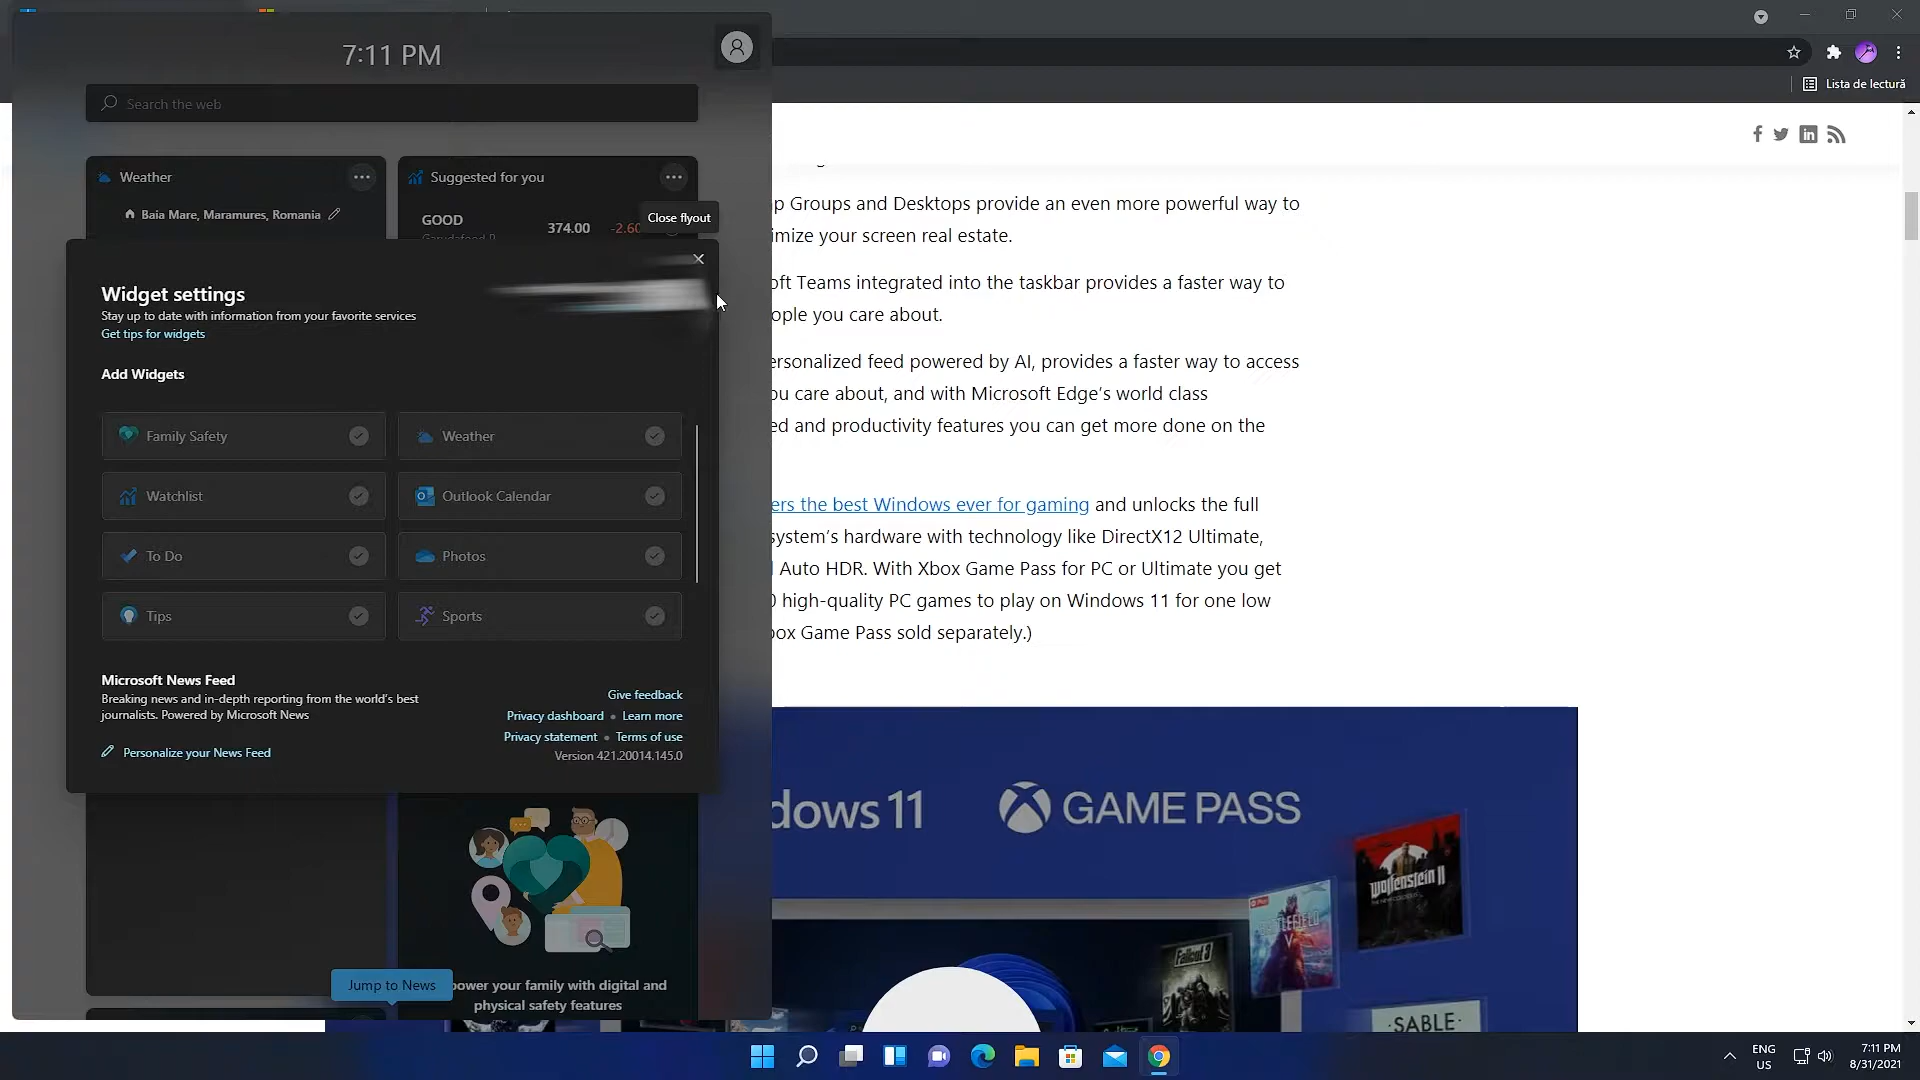 7:11 PM
Search the web
Lista de lectură
Weather
Baia Mare, Maramures, Romania
Suggested for you
GOOD
374.00
-2.60
Close flyout
Widget settings
Stay up to date with information from your favorite services
Get tips for widgets
Add Widgets
Family Safety
Weather
Watchlist
Outlook Calendar
To Do
Photos
Tips
Sports
Microsoft News Feed
Breaking news and in-depth reporting from the world's best
journalists. Powered by Microsoft News
Personalize your News Feed
Give feedback
Privacy dashboard • Learn more
Privacy statement • Terms of use
Version 421.20014.145.0
Jump to News
power your family with digital and
physical safety features
p Groups and Desktops provide an even more powerful way to
imize your screen real estate.
oft Teams integrated into the taskbar provides a faster way to
ople you care about.
ersonalized feed powered by AI, provides a faster way to access
ou care about, and with Microsoft Edge's world class
ed and productivity features you can get more done on the
ers the best Windows ever for gaming and unlocks the full
system's hardware with technology like DirectX12 Ultimate,
Auto HDR. With Xbox Game Pass for PC or Ultimate you get
0 high-quality PC games to play on Windows 11 for one low
box Game Pass sold separately.)
dows 11
GAME PASS
Wolfenstein II
BATTLEFIELD V
Fallout 3
·SABLE·
ENG
US
7:11 PM
8/31/2021